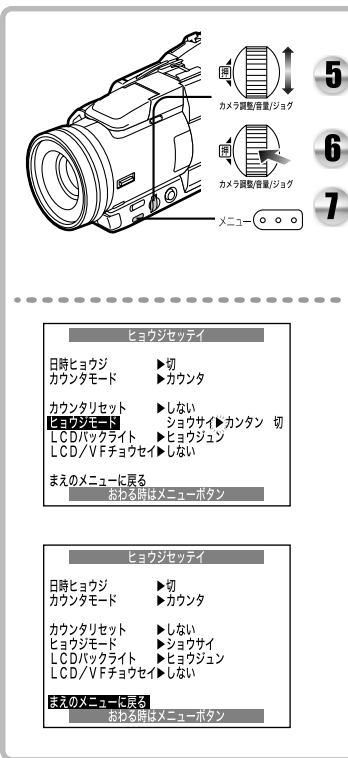 押
5
カメラ調整/音量/ジョグ
押
6
カメラ調整/音量/ジョグ
7
メニュー
ヒョウジセッテイ
日時ヒョウジ ▶切
カウンタモード ▶カウンタ
カウンタリセット ▶しない
ヒョウジモード ショウサイ▶カンタン 切
LCDバックライト ▶ヒョウジュン
LCD/VFチョウセイ▶しない
まえのメニューに戻る
おわる時はメニューボタン
ヒョウジセッテイ
日時ヒョウジ ▶切
カウンタモード ▶カウンタ
カウンタリセット ▶しない
ヒョウジモード ▶ショウサイ
LCDバックライト ▶ヒョウジュン
LCD/VFチョウセイ▶しない
まえのメニューに戻る
おわる時はメニューボタン